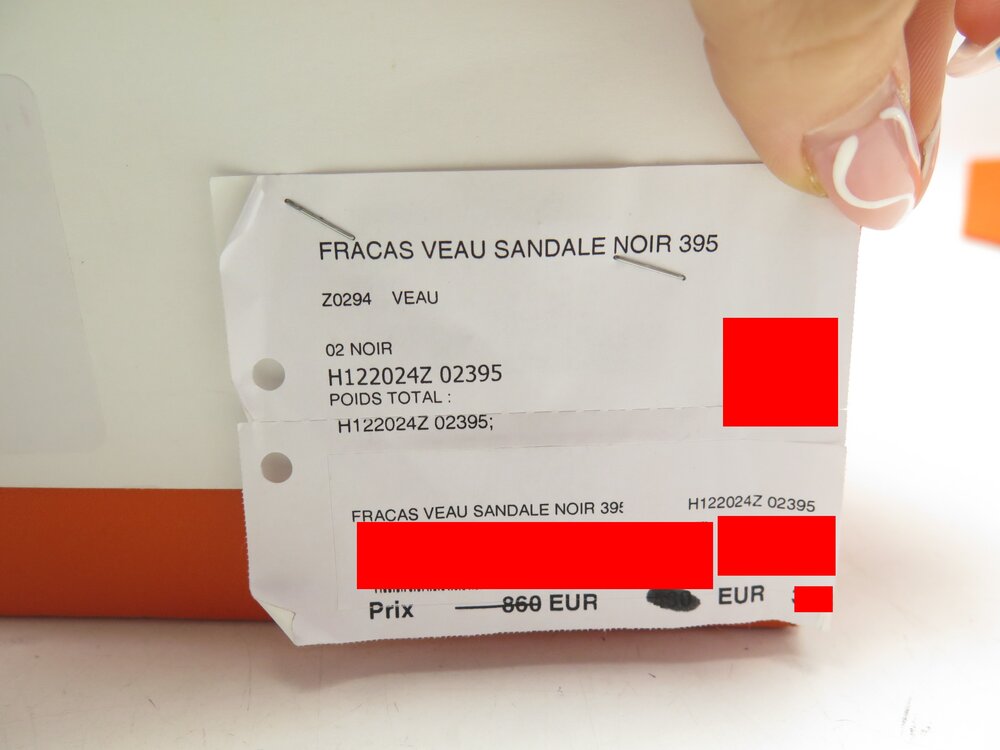 FRACAS VEAU SANDALE NOIR 395
Z0294 VEAU
02 NOIR
H122024Z 02395
POIDS TOTAL :
H122024Z 02395;
FRACAS VEAU SANDALE NOIR 395
H122024Z 02395
Prix 860 EUR EUR